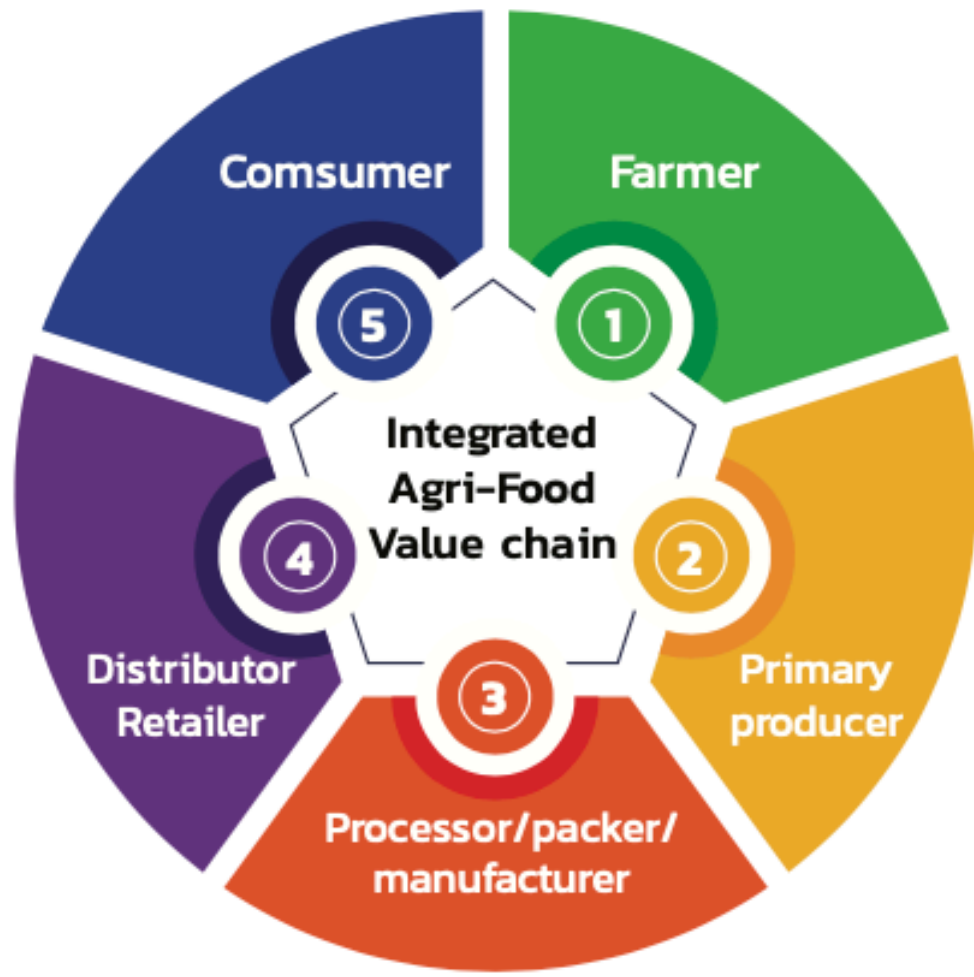 Integrated
Agri-Food
Value chain
1
Farmer
2
Primary
producer
3
Processor/packer/
manufacturer
4
Distributor
Retailer
5
Comsumer